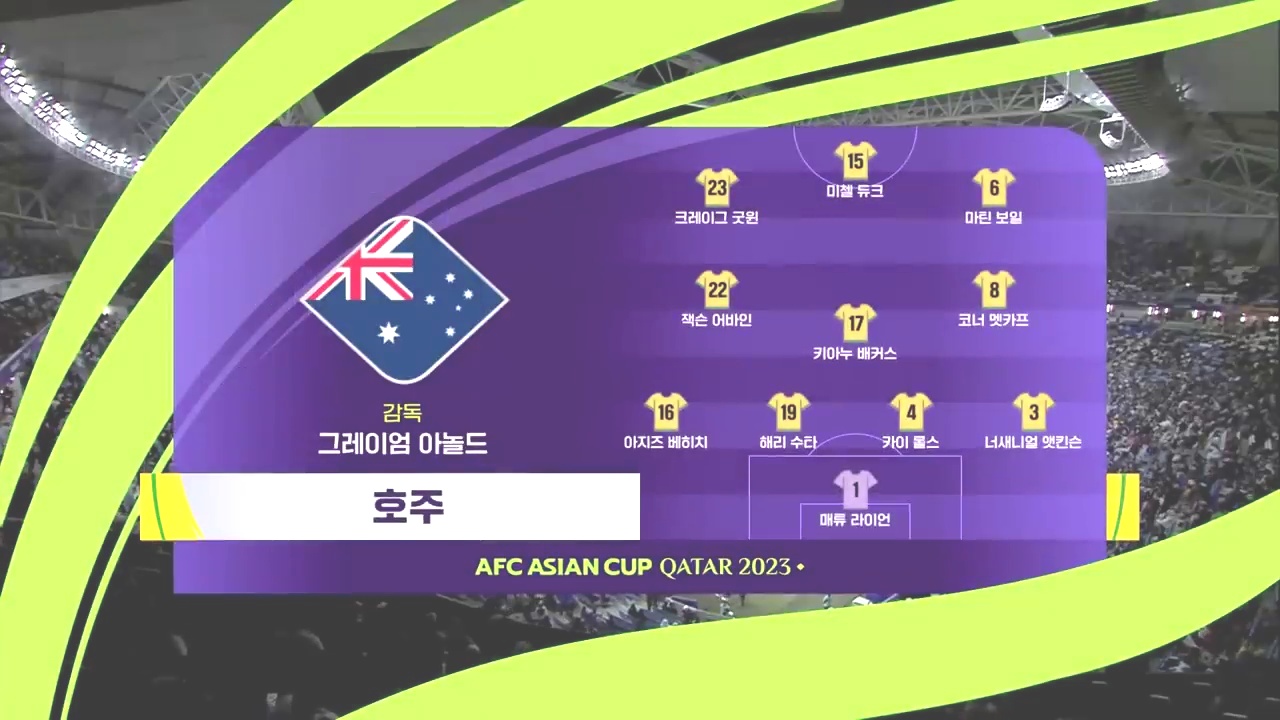 15
미첼 듀크
23
크레이그 굿윈
6
마틴 보일
22
잭슨 어바인
8
코너 멧카프
17
키아누 배커스
16
아지즈 베히치
19
해리 수타
4
카이 롤스
3
너새니얼 앳킨슨
1
매튜 라이언
감독
그레이엄 아놀드
호주
AFC ASIAN CUP QATAR 2023